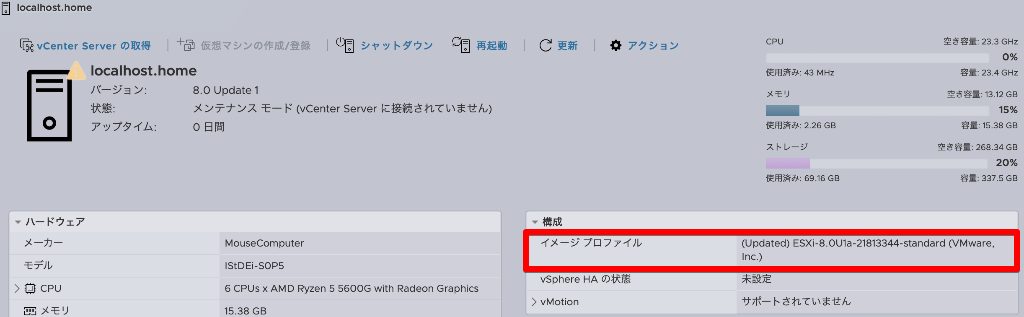 localhost.home
vCenter Server の取得 仮想マシンの作成/登録 シャットダウン 再起動 更新 アクション
localhost.home
バージョン: 8.0 Update 1
状態: メンテナンス モード (vCenter Server に接続されていません)
アップタイム: 0 日間
CPU 空き容量: 23.3 GHz
0%
使用済み: 43 MHz 容量: 23.4 GHz
メモリ 空き容量: 13.12 GB
15%
使用済み: 2.26 GB 容量: 15.38 GB
ストレージ 空き容量: 268.34 GB
20%
使用済み: 69.16 GB 容量: 337.5 GB
ハードウェア
メーカー MouseComputer
モデル IStDEi-S0P5
CPU 6 CPUs x AMD Ryzen 5 5600G with Radeon Graphics
メモリ 15.38 GB
構成
イメージ プロファイル (Updated) ESXi-8.0U1a-21813344-standard (VMware,
Inc.)
vSphere HA の状態 未設定
vMotion サポートされていません